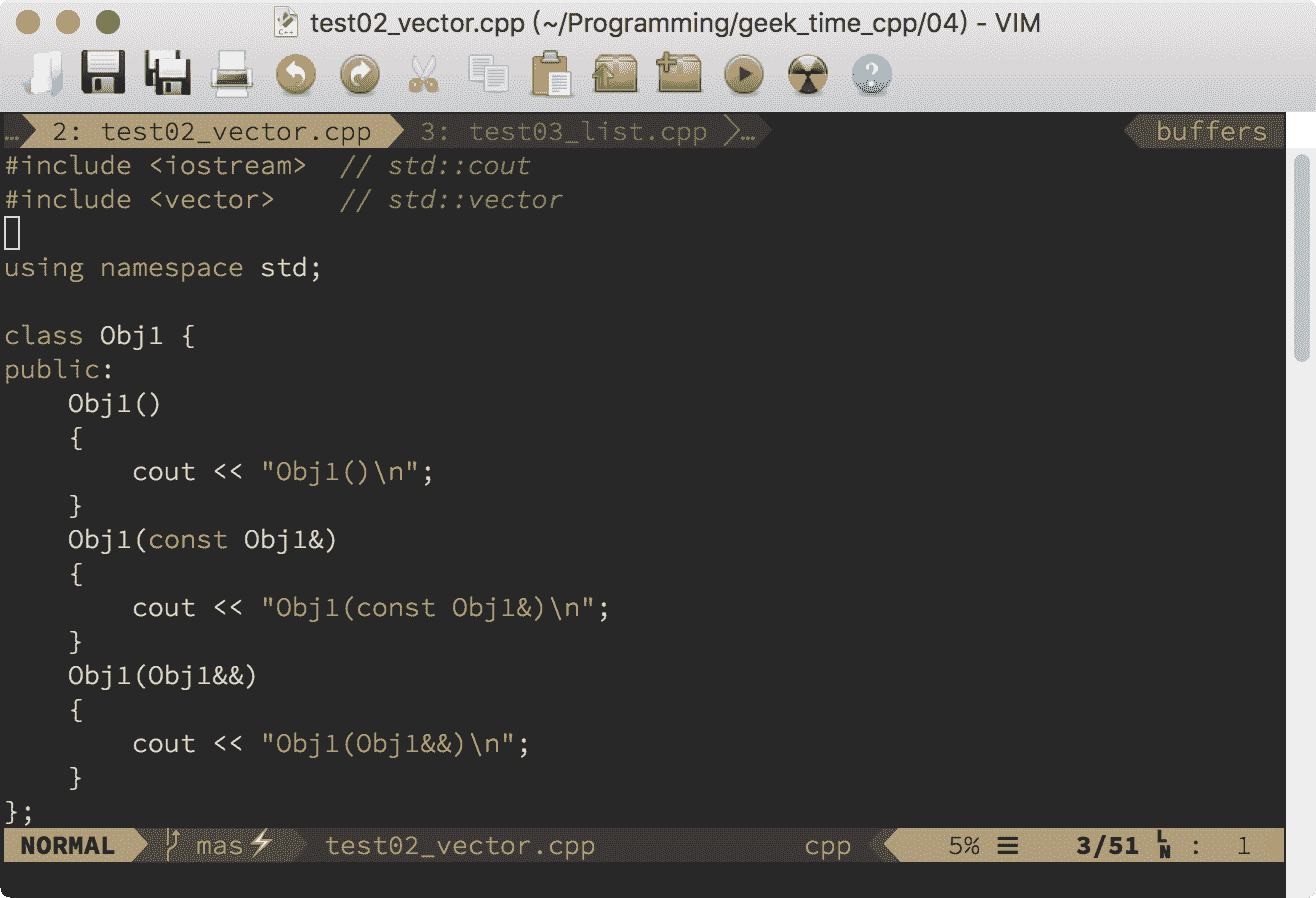 test02_vector.cpp (~/Programming/geek_time_cpp/04) - VIM
… 2: test02_vector.cpp 3: test03_list.cpp … buffers
#include <iostream>  // std::cout
#include <vector>    // std::vector
using namespace std;
class Obj1 {
public:
    Obj1()
    {
        cout << "Obj1()\n";
    }
    Obj1(const Obj1&)
    {
        cout << "Obj1(const Obj1&)\n";
    }
    Obj1(Obj1&&)
    {
        cout << "Obj1(Obj1&&)\n";
    }
};
NORMAL mas⚡ test02_vector.cpp cpp 5% ☰ 3/51 LN : 1